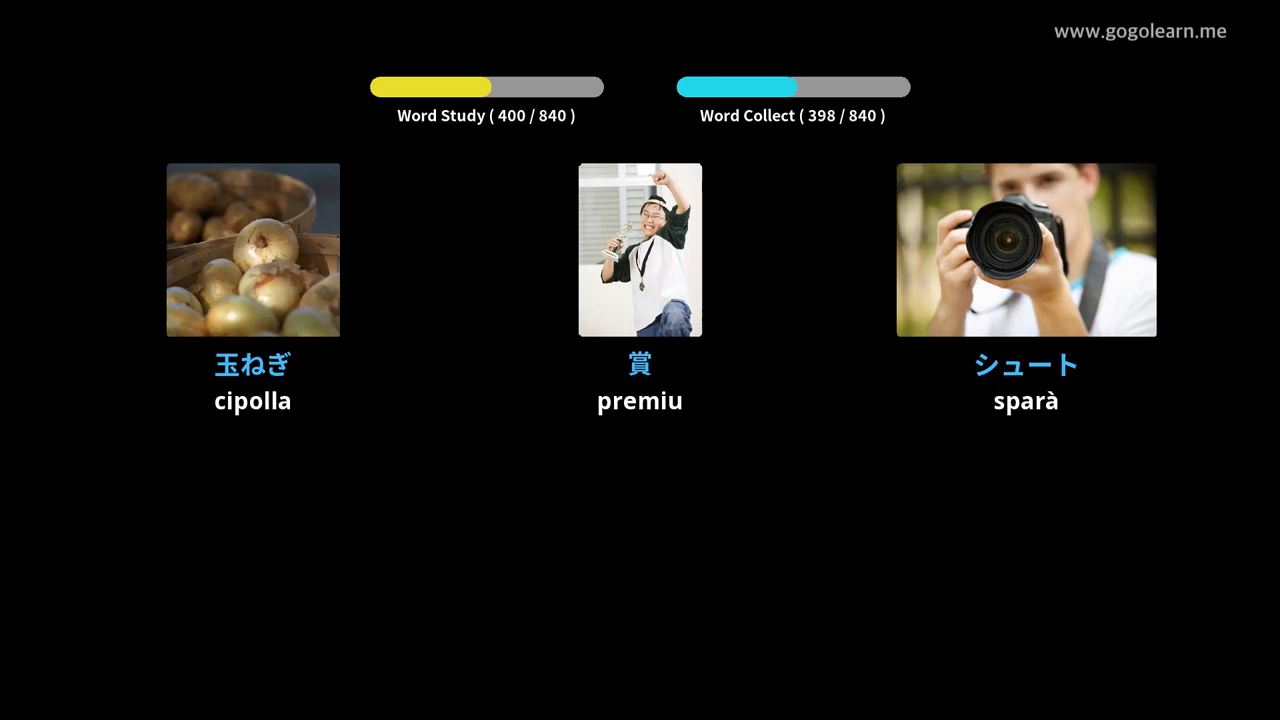 www.gogolearn.me
Word Study ( 400 / 840 )
Word Collect ( 398 / 840 )
玉ねぎ
cipolla
賞
premiu
シュート
sparà